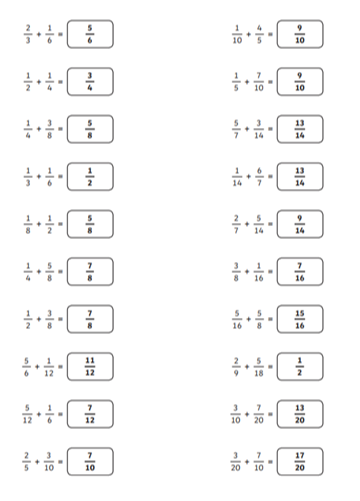 2/3 + 1/6 = 5/6
1/2 + 1/4 = 3/4
1/4 + 3/8 = 5/8
1/3 + 1/6 = 1/2
1/8 + 1/2 = 5/8
1/4 + 5/8 = 7/8
1/2 + 3/8 = 7/8
5/6 + 1/12 = 11/12
5/12 + 1/6 = 7/12
2/5 + 3/10 = 7/10
1/10 + 4/5 = 9/10
1/5 + 7/10 = 9/10
5/7 + 3/14 = 13/14
1/14 + 6/7 = 13/14
2/7 + 5/14 = 9/14
3/8 + 1/16 = 7/16
5/16 + 5/8 = 15/16
2/9 + 5/18 = 1/2
3/10 + 7/20 = 13/20
3/20 + 7/10 = 17/20